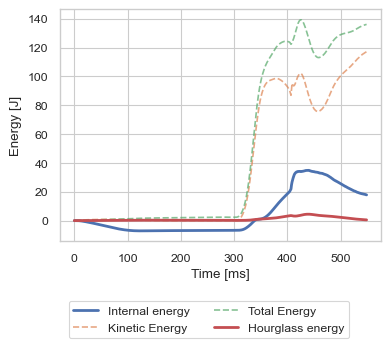 140
120
100
80
60
40
20
0
Energy [J]
0 100 200 300 400 500
Time [ms]
Internal energy Total Energy
Kinetic Energy Hourglass energy